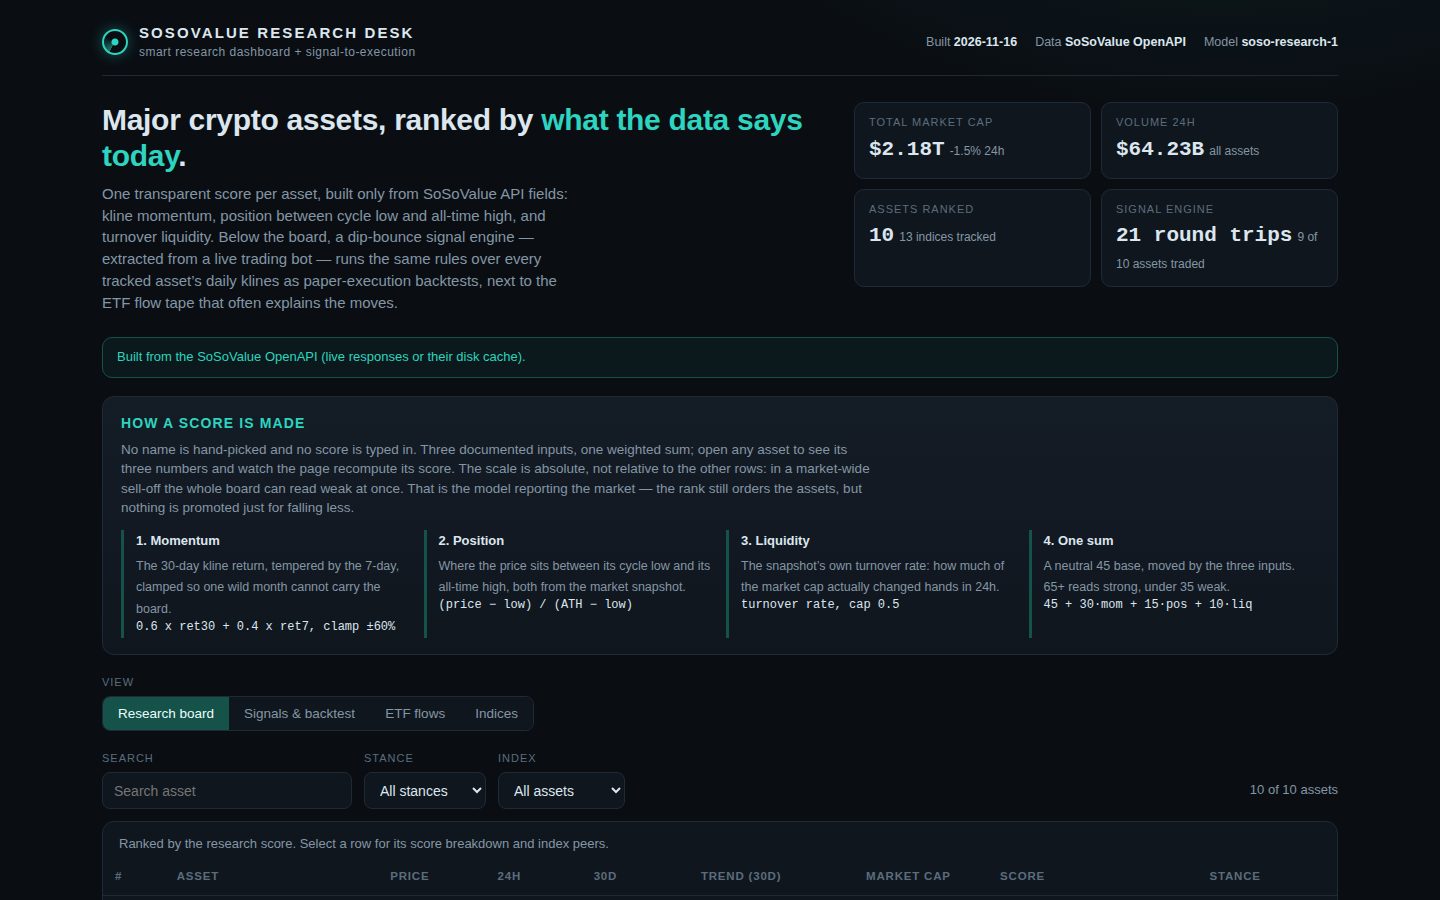 SOSOVALUE RESEARCH DESK
smart research dashboard + signal-to-execution
Built 2026-11-16 Data SoSoValue OpenAPI Model soso-research-1
Major crypto assets, ranked by what the data says
today.
One transparent score per asset, built only from SoSoValue API fields:
kline momentum, position between cycle low and all-time high, and
turnover liquidity. Below the board, a dip-bounce signal engine —
extracted from a live trading bot — runs the same rules over every
tracked asset’s daily klines as paper-execution backtests, next to the
ETF flow tape that often explains the moves.
TOTAL MARKET CAP
$2.18T -1.5% 24h
VOLUME 24H
$64.23B all assets
ASSETS RANKED
10 13 indices tracked
SIGNAL ENGINE
21 round trips 9 of
10 assets traded
Built from the SoSoValue OpenAPI (live responses or their disk cache).
HOW A SCORE IS MADE
No name is hand-picked and no score is typed in. Three documented inputs, one weighted sum; open any asset to see its
three numbers and watch the page recompute its score. The scale is absolute, not relative to the other rows: in a market-wide
sell-off the whole board can read weak at once. That is the model reporting the market — the rank still orders the assets, but
nothing is promoted just for falling less.
1. Momentum
The 30-day kline return, tempered by the 7-day,
clamped so one wild month cannot carry the
board.
0.6 x ret30 + 0.4 x ret7, clamp ±60%
2. Position
Where the price sits between its cycle low and its
all-time high, both from the market snapshot.
(price − low) / (ATH − low)
3. Liquidity
The snapshot’s own turnover rate: how much of
the market cap actually changed hands in 24h.
turnover rate, cap 0.5
4. One sum
A neutral 45 base, moved by the three inputs.
65+ reads strong, under 35 weak.
45 + 30·mom + 15·pos + 10·liq
VIEW
Research board Signals & backtest ETF flows Indices
SEARCH STANCE INDEX
Search asset All stances All assets
10 of 10 assets
Ranked by the research score. Select a row for its score breakdown and index peers.
# ASSET PRICE 24H 30D TREND (30D) MARKET CAP SCORE STANCE